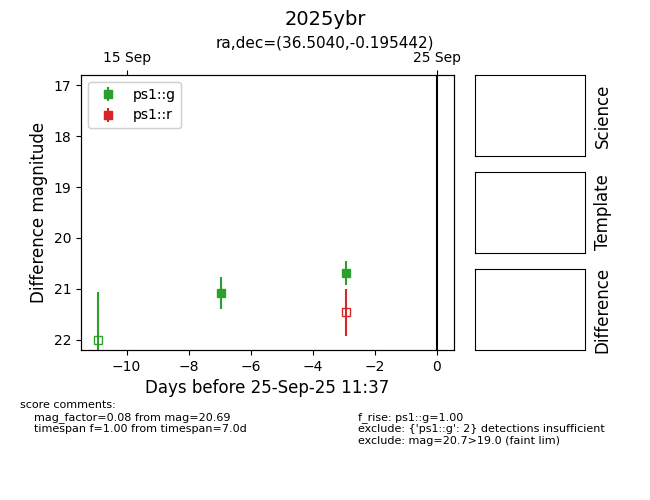 2025ybr
ra,dec=(36.5040,-0.195442)
15 Sep
25 Sep
ps1::g
ps1::r
17
18
19
20
21
22
Difference magnitude
−10
−8
−6
−4
−2
0
Days before 25-Sep-25 11:37
Science
Template
Difference
score comments:
mag_factor=0.08 from mag=20.69
timespan f=1.00 from timespan=7.0d
f_rise: ps1::g=1.00
exclude: {'ps1::g': 2} detections insufficient
exclude: mag=20.7>19.0 (faint lim)